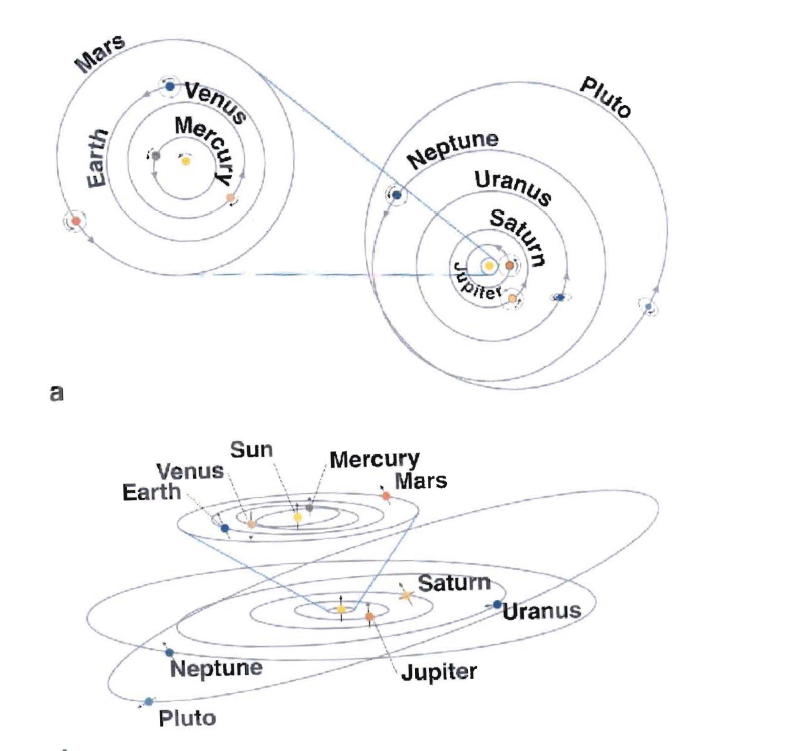 Mars
Venus
Mercury
Earth
Pluto
Neptune
Uranus
Saturn
Jupiter
a
Sun
Mercury
Venus
Mars
Earth
Saturn
Uranus
Neptune
Jupiter
Pluto